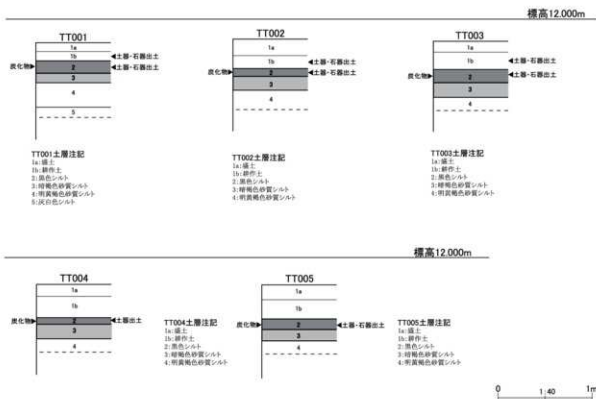 標高12.000m
TT001
1a
1b
2
3
4
5
炭化物
土器・石器出土
土器・石器出土
TT002
1a
1b
2
3
4
炭化物
土器・石器出土
土器・石器出土
TT003
1a
1b
2
3
4
炭化物
土器・石器出土
土器・石器出土
TT001土層注記
1a:盛土
1b:耕作土
2:黒色シルト
3:暗褐色砂質シルト
4:明黄褐色砂質シルト
5:灰白色シルト
TT002土層注記
1a:盛土
1b:耕作土
2:黒色シルト
3:暗褐色砂質シルト
4:明黄褐色砂質シルト
TT003土層注記
1a:盛土
1b:耕作土
2:黒色シルト
3:暗褐色砂質シルト
4:明黄褐色砂質シルト
標高12.000m
TT004
1a
1b
2
3
4
炭化物
土器出土
TT004土層注記
1a:盛土
1b:耕作土
2:黒色シルト
3:暗褐色砂質シルト
4:明黄褐色砂質シルト
TT005
1a
1b
2
3
4
炭化物
土器・石器出土
TT005土層注記
1a:盛土
1b:耕作土
2:黒色シルト
3:暗褐色砂質シルト
4:明黄褐色砂質シルト
0 1:40 1m